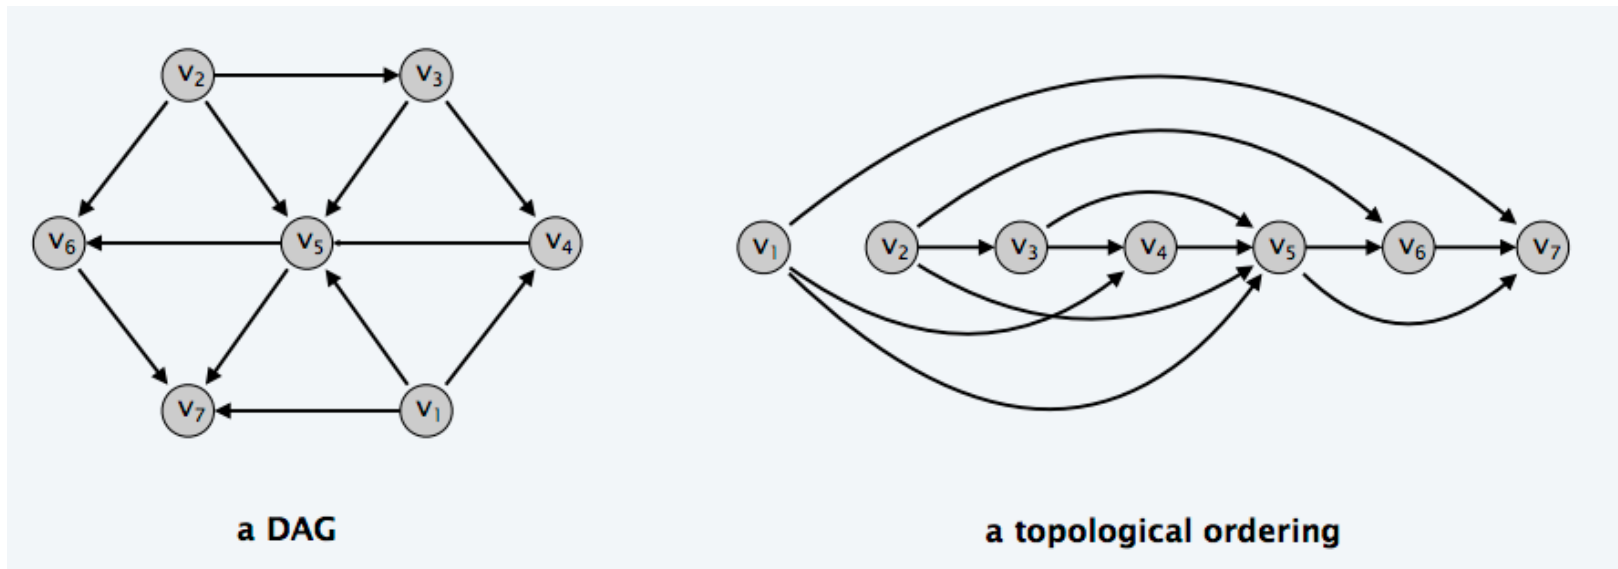 v₂ v₃
v₆ v₅ v₄
v₇ v₁
a DAG
v₁ v₂ v₃ v₄ v₅ v₆ v₇
a topological ordering